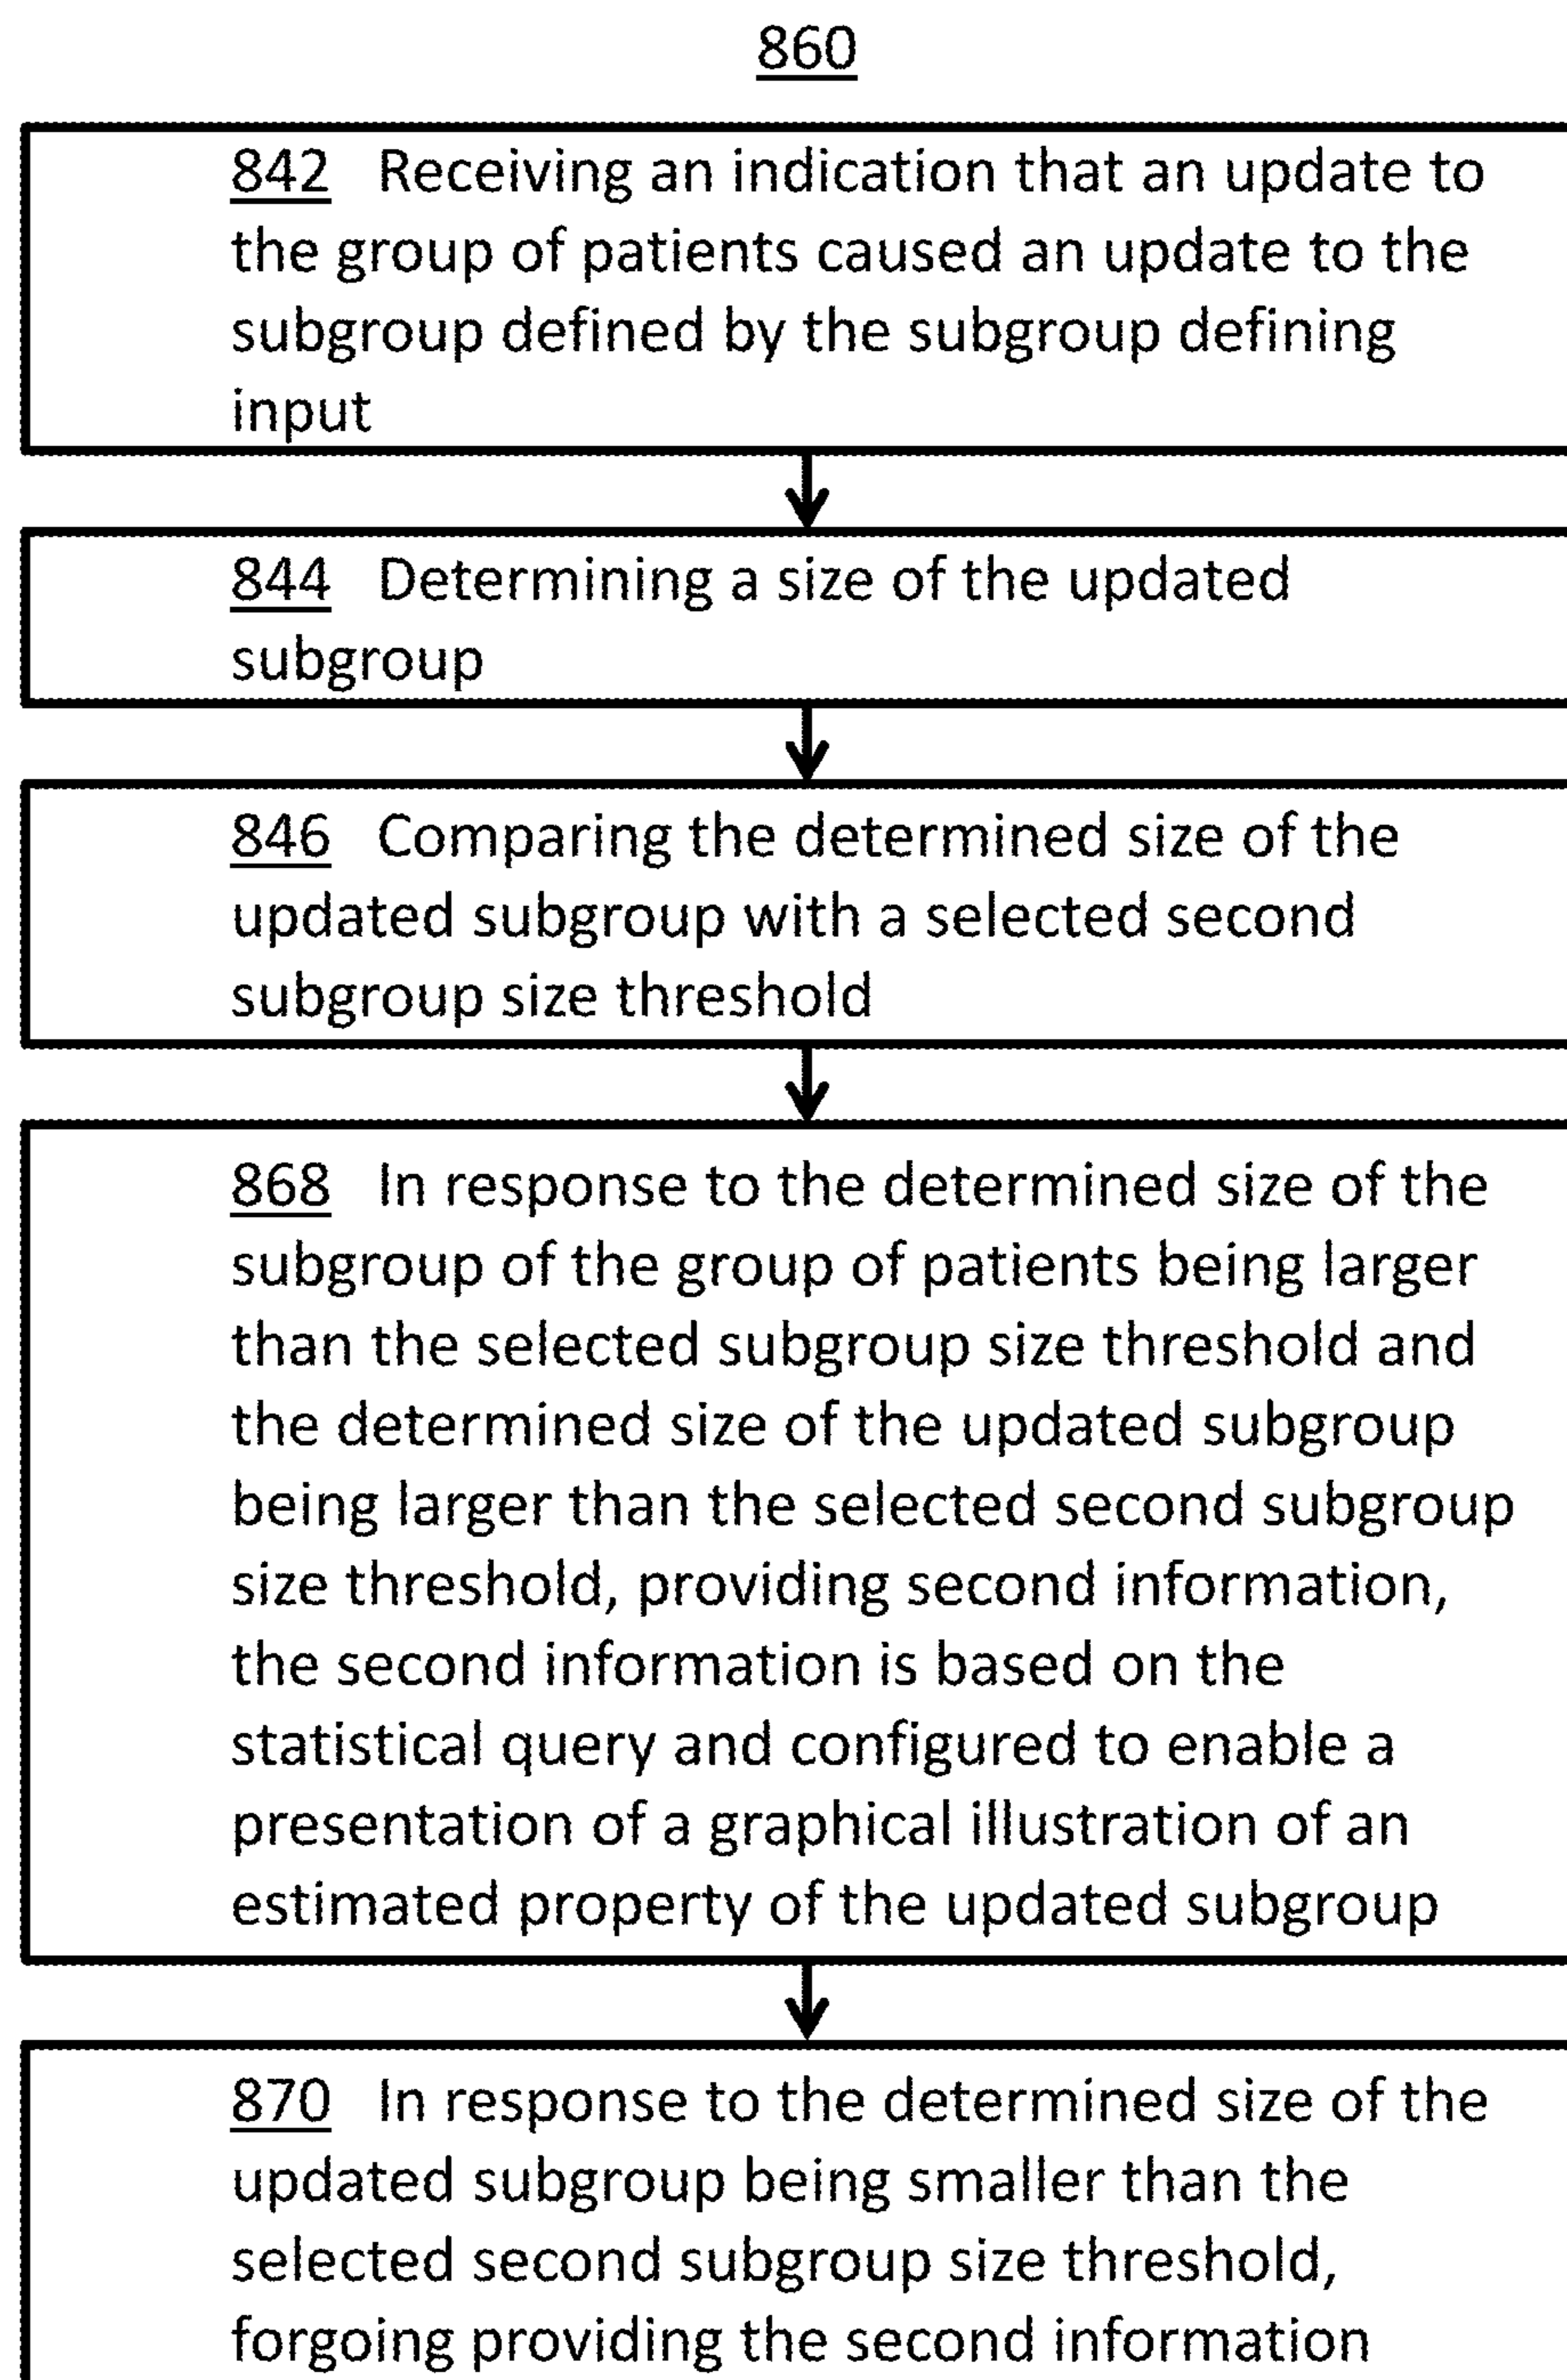 860
842 Receiving an indication that an update to
the group of patients caused an update to the
subgroup defined by the subgroup defining
input
844 Determining a size of the updated
subgroup
846 Comparing the determined size of the
updated subgroup with a selected second
subgroup size threshold
868 In response to the determined size of the
subgroup of the group of patients being larger
than the selected subgroup size threshold and
the determined size of the updated subgroup
being larger than the selected second subgroup
size threshold, providing second information,
the second information is based on the
statistical query and configured to enable a
presentation of a graphical illustration of an
estimated property of the updated subgroup
870 In response to the determined size of the
updated subgroup being smaller than the
selected second subgroup size threshold,
forgoing providing the second information